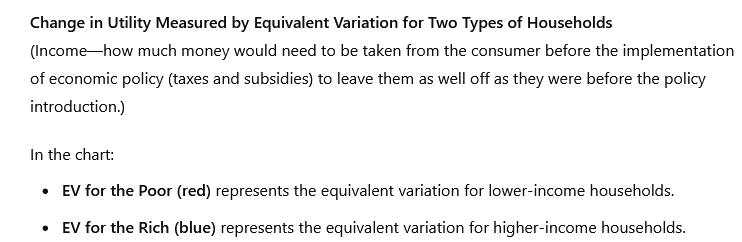 Change in Utility Measured by Equivalent Variation for Two Types of Households
(Income—how much money would need to be taken from the consumer before the implementation
of economic policy (taxes and subsidies) to leave them as well off as they were before the policy
introduction.)
In the chart:
• EV for the Poor (red) represents the equivalent variation for lower-income households.
• EV for the Rich (blue) represents the equivalent variation for higher-income households.